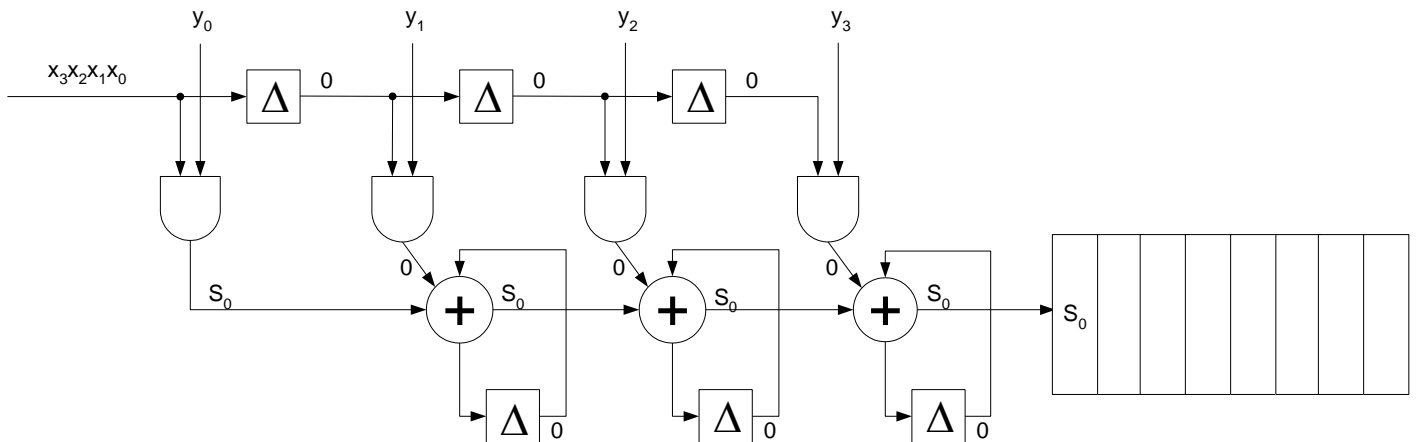 y₀ y₁ y₂ y₃
x₃x₂x₁x₀
Δ 0 Δ 0 Δ 0
0 0 0
S₀ + S₀ + S₀ + S₀ S₀
Δ 0 Δ 0 Δ 0